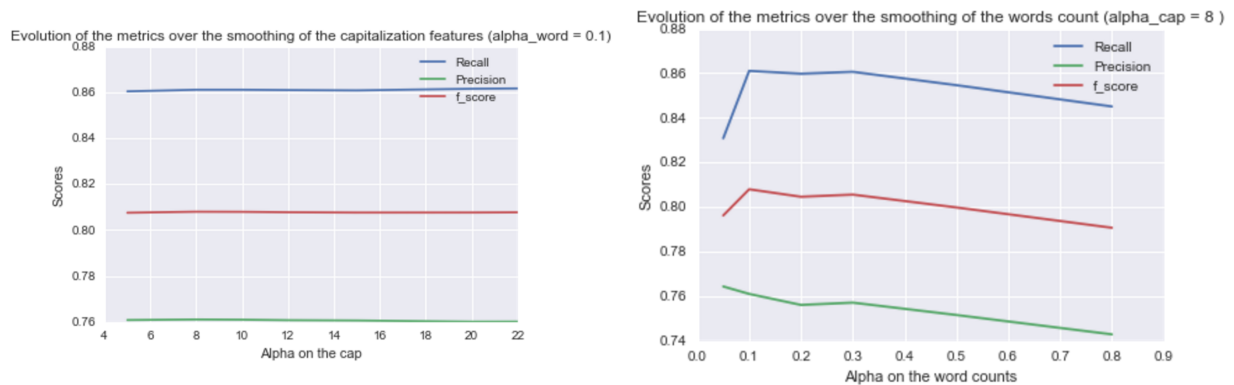 Evolution of the metrics over the smoothing of the capitalization features (alpha_word = 0.1)
0.88
0.86
0.84
0.82
0.80
0.78
0.76
Scores
Recall
Precision
f_score
4 6 8 10 12 14 16 18 20 22
Alpha on the cap
Evolution of the metrics over the smoothing of the words count (alpha_cap = 8 )
0.88
0.86
0.84
0.82
0.80
0.78
0.76
0.74
Scores
Recall
Precision
f_score
0.0 0.1 0.2 0.3 0.4 0.5 0.6 0.7 0.8 0.9
Alpha on the word counts